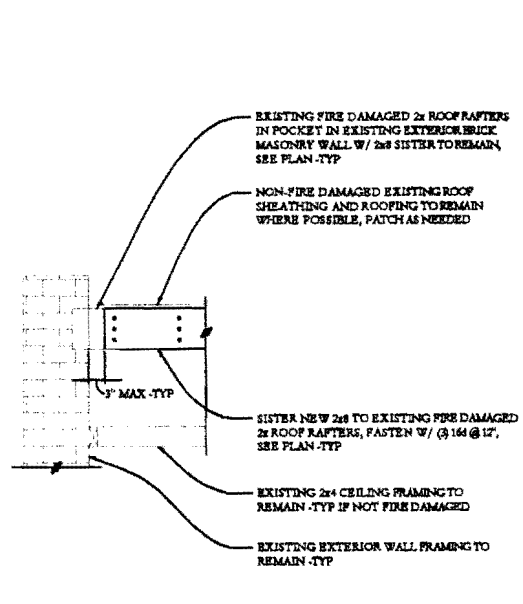 EXISTING FIRE DAMAGED 2x ROOF RAFTERS
IN POCKET IN EXISTING EXTERIOR BRICK
MASONRY WALL W/ 2x8 SISTER TO REMAIN,
SEE PLAN -TYP
NON-FIRE DAMAGED EXISTING ROOF
SHEATHING AND ROOFING TO REMAIN
WHERE POSSIBLE, PATCH AS NEEDED
3" MAX -TYP
SISTER NEW 2x8 TO EXISTING FIRE DAMAGED
2x ROOF RAFTERS, FASTEN W/ (3) 16d @ 12",
SEE PLAN -TYP
EXISTING 2x4 CEILING FRAMING TO
REMAIN -TYP IF NOT FIRE DAMAGED
EXISTING EXTERIOR WALL FRAMING TO
REMAIN -TYP